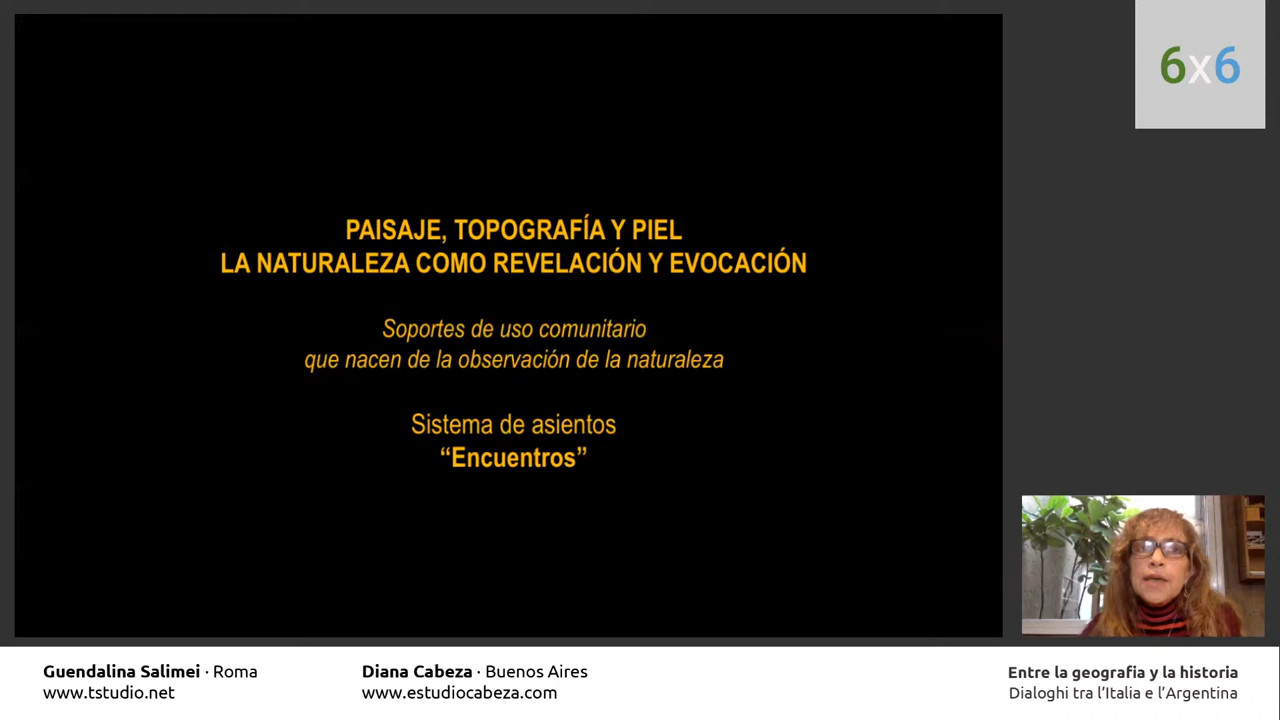 6x6
PAISAJE, TOPOGRAFÍA Y PIEL
LA NATURALEZA COMO REVELACIÓN Y EVOCACIÓN
Soportes de uso comunitario
que nacen de la observación de la naturaleza
Sistema de asientos
“Encuentros”
Guendalina Salimei · Roma
www.tstudio.net
Diana Cabeza · Buenos Aires
www.estudiocabeza.com
Entre la geografia y la historia
Dialoghi tra l’Italia e l’Argentina